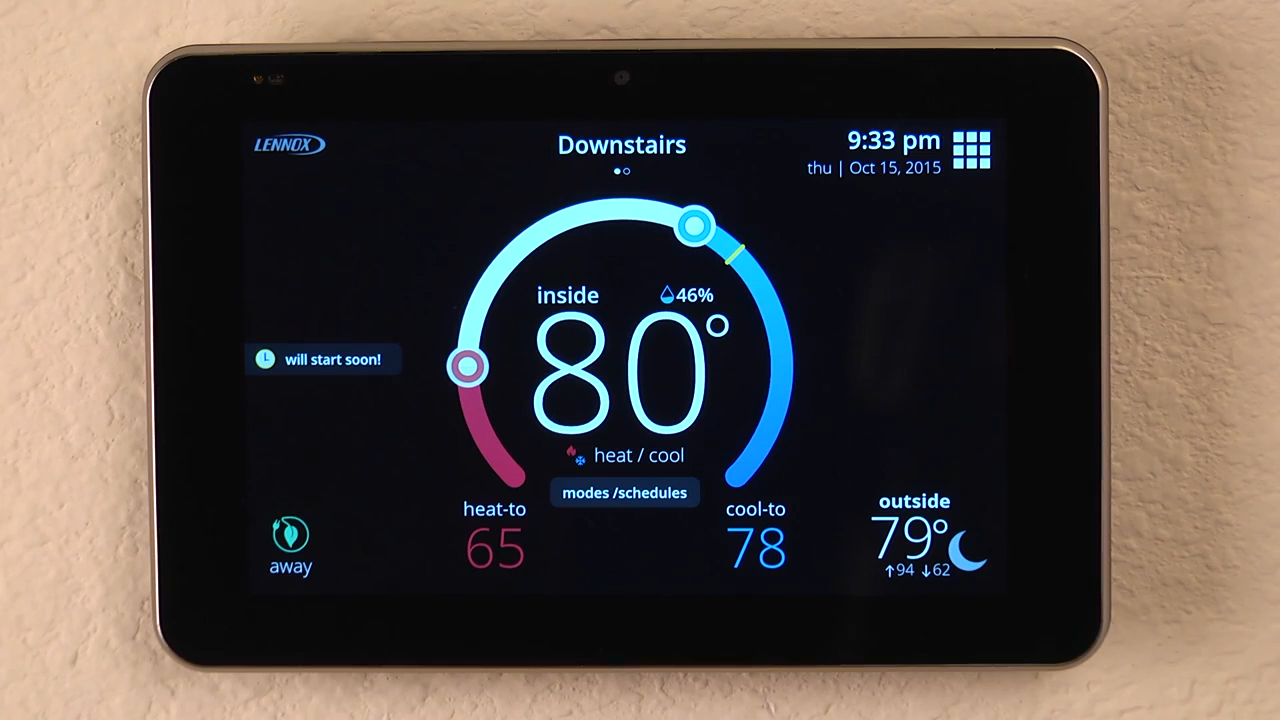 LENNOX
Downstairs
9:33 pm
thu | Oct 15, 2015
inside
46%
80°
will start soon!
heat / cool
modes /schedules
heat-to
65
cool-to
78
outside
79°
↑94 ↓62
away